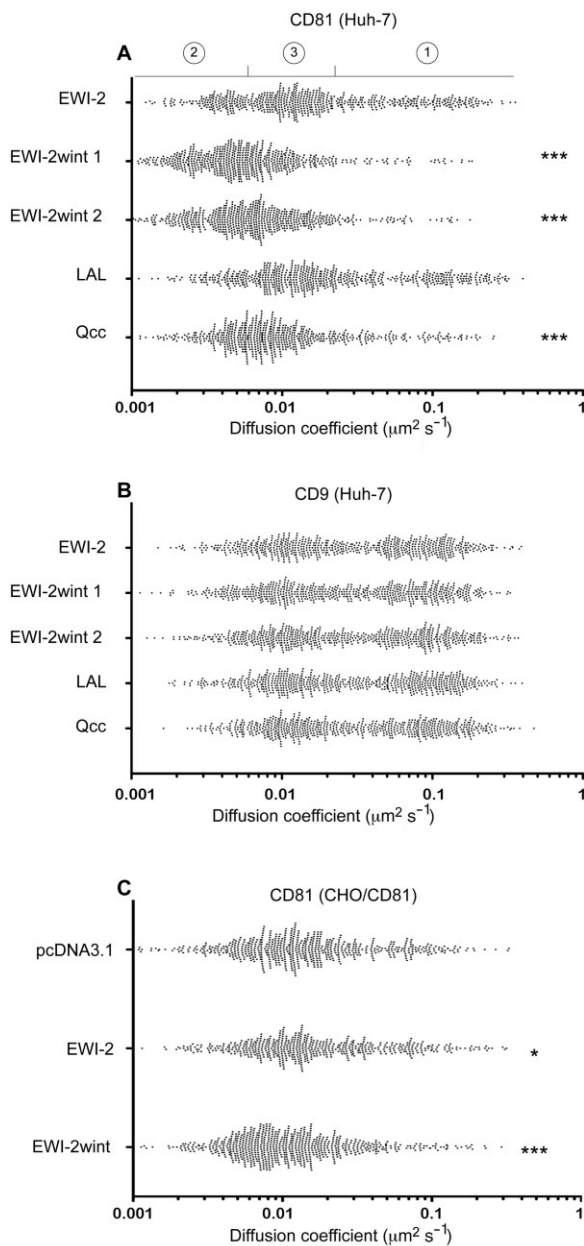 CD81 (Huh-7)
A
2 3 1
EWI-2
EWI-2wint 1 ***
EWI-2wint 2 ***
LAL
Qcc ***
0.001 0.01 0.1 1
Diffusion coefficient (μm² s⁻¹)
B
CD9 (Huh-7)
EWI-2
EWI-2wint 1
EWI-2wint 2
LAL
Qcc
0.001 0.01 0.1 1
Diffusion coefficient (μm² s⁻¹)
C
CD81 (CHO/CD81)
pcDNA3.1
EWI-2 *
EWI-2wint ***
0.001 0.01 0.1 1
Diffusion coefficient (μm² s⁻¹)